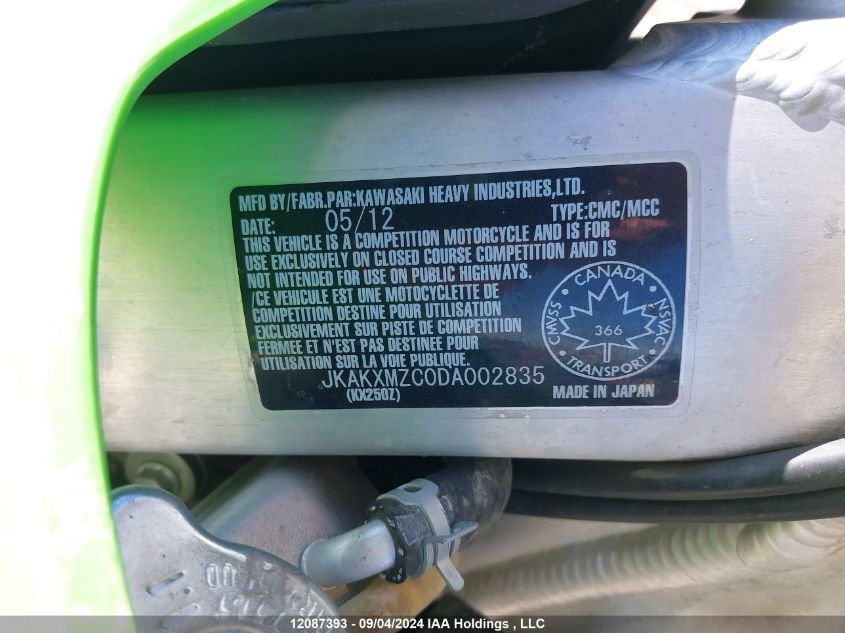 MFD BY/FABR.PAR:KAWASAKI HEAVY INDUSTRIES,LTD.
DATE: 05/12 TYPE:CMC/MCC
THIS VEHICLE IS A COMPETITION MOTORCYCLE AND IS FOR
USE EXCLUSIVELY ON CLOSED COURSE COMPETITION AND IS
NOT INTENDED FOR USE ON PUBLIC HIGHWAYS.
/CE VEHICULE EST UNE MOTOCYCLETTE DE
COMPETITION DESTINE POUR UTILISATION
EXCLUSIVEMENT SUR PISTE DE COMPETITION
FERMEE ET N'EST PAS DESTINEE POUR
UTILISATION SUR LA VOIE PUBLIQUE.
JKAKXMZC0DA002835
(KX250Z)
CANADA
CMVSS
NSVAC
366
TRANSPORT
MADE IN JAPAN
12087393 - 09/04/2024 IAA Holdings , LLC